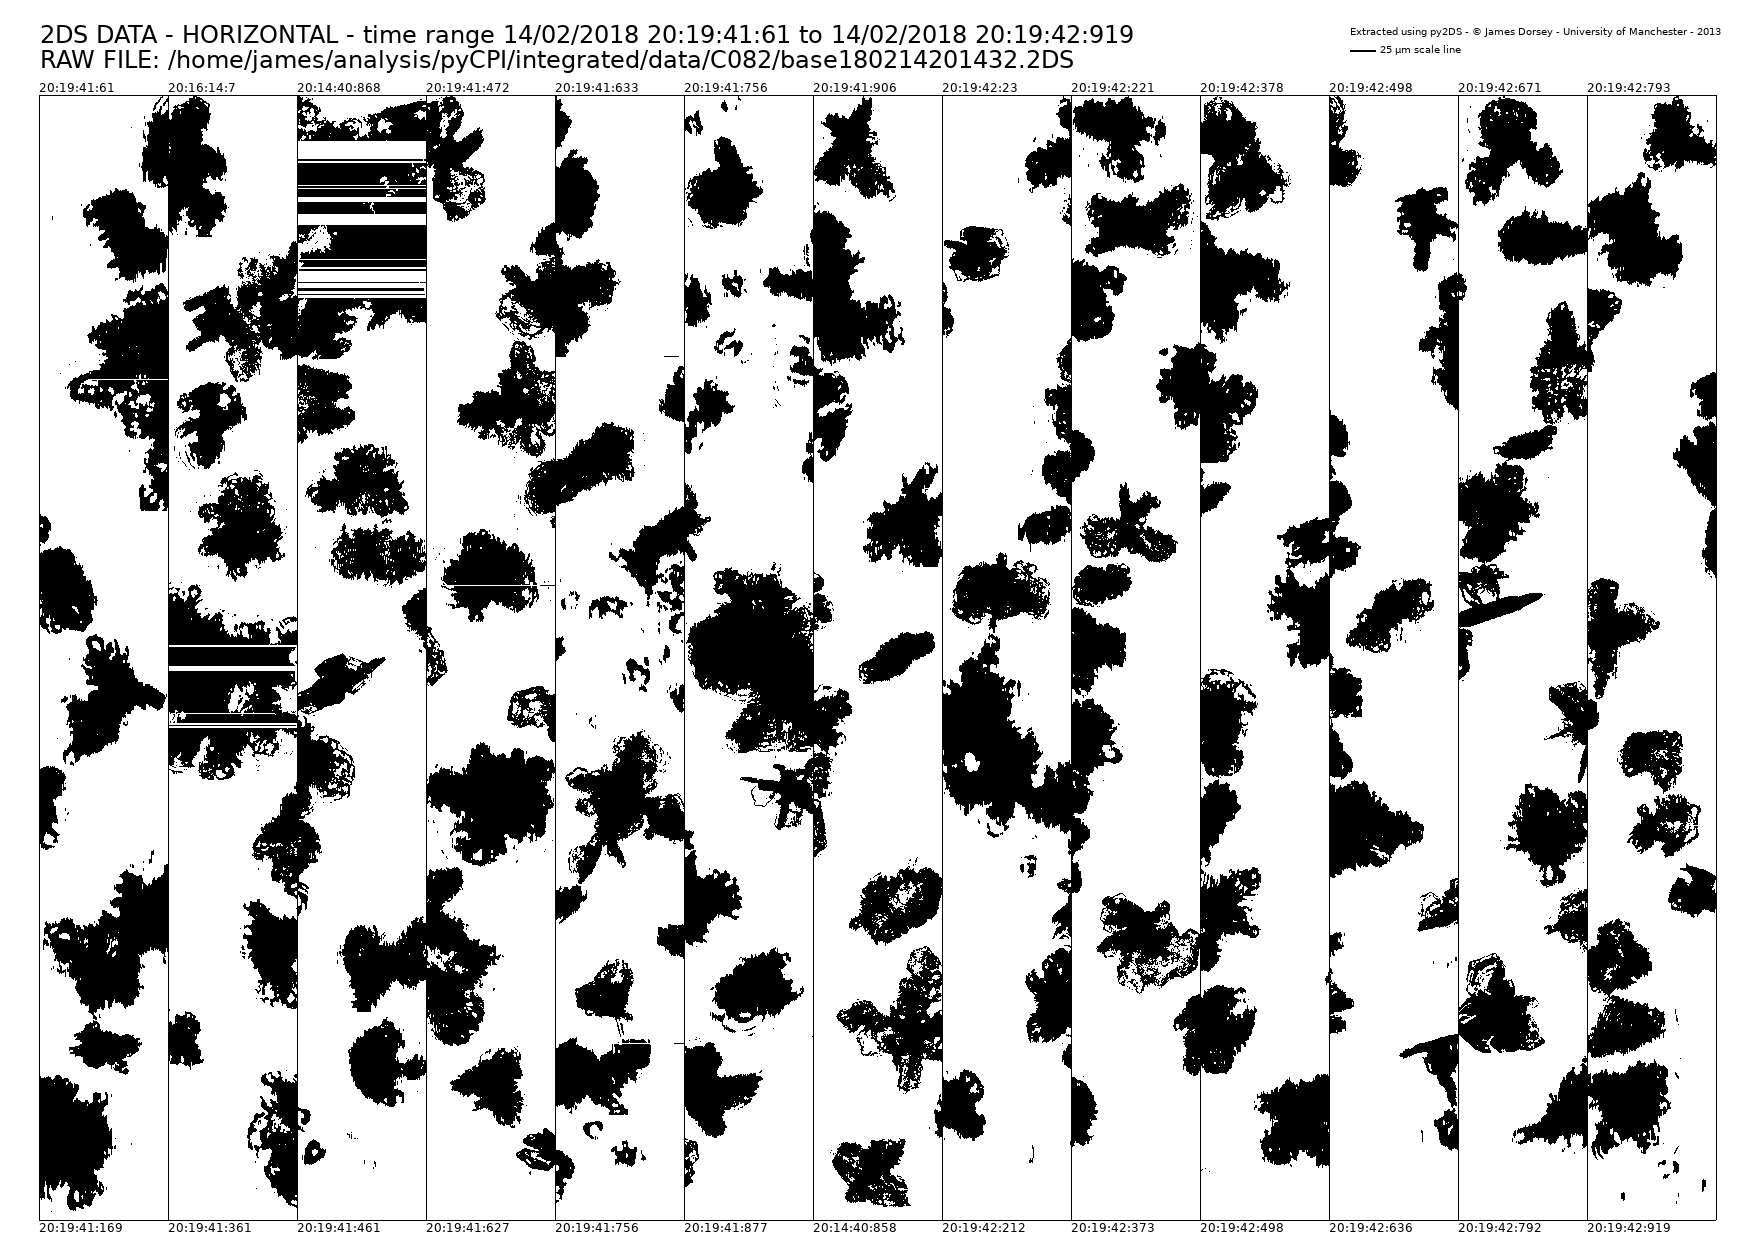 2DS DATA - HORIZONTAL - time range 14/02/2018 20:19:41:61 to 14/02/2018 20:19:42:919
RAW FILE: /home/james/analysis/pyCPI/integrated/data/C082/base180214201432.2DS
Extracted using py2DS - © James Dorsey - University of Manchester - 2013
25 µm scale line
20:19:41:61 20:16:14:7 20:14:40:868 20:19:41:472 20:19:41:633 20:19:41:756 20:19:41:906 20:19:42:23 20:19:42:221 20:19:42:378 20:19:42:498 20:19:42:671 20:19:42:793
20:19:41:169 20:19:41:361 20:19:41:461 20:19:41:627 20:19:41:756 20:19:41:877 20:14:40:858 20:19:42:212 20:19:42:373 20:19:42:498 20:19:42:636 20:19:42:792 20:19:42:919